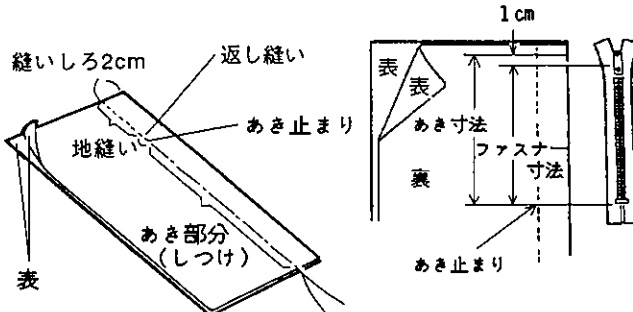 縫いしろ2cm
返し縫い
あき止まり
地縫い
あき部分
(しつけ)
表
1cm
表
表
あき寸法
ファスナー
寸法
裏
あき止まり